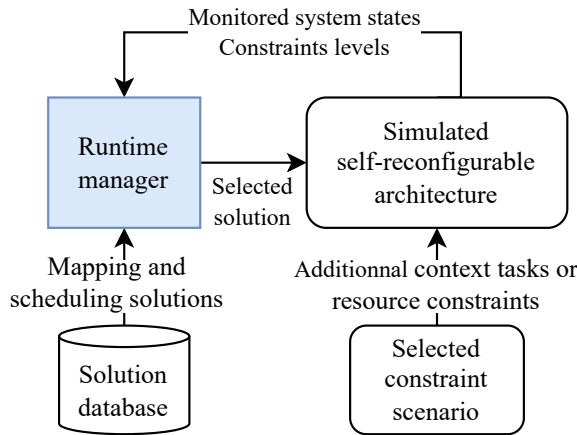 Monitored system states
Constraints levels
Runtime
manager
Simulated
self-reconfigurable
architecture
Selected
solution
Mapping and
scheduling solutions
Additionnal context tasks or
resource constraints
Solution
database
Selected
constraint
scenario